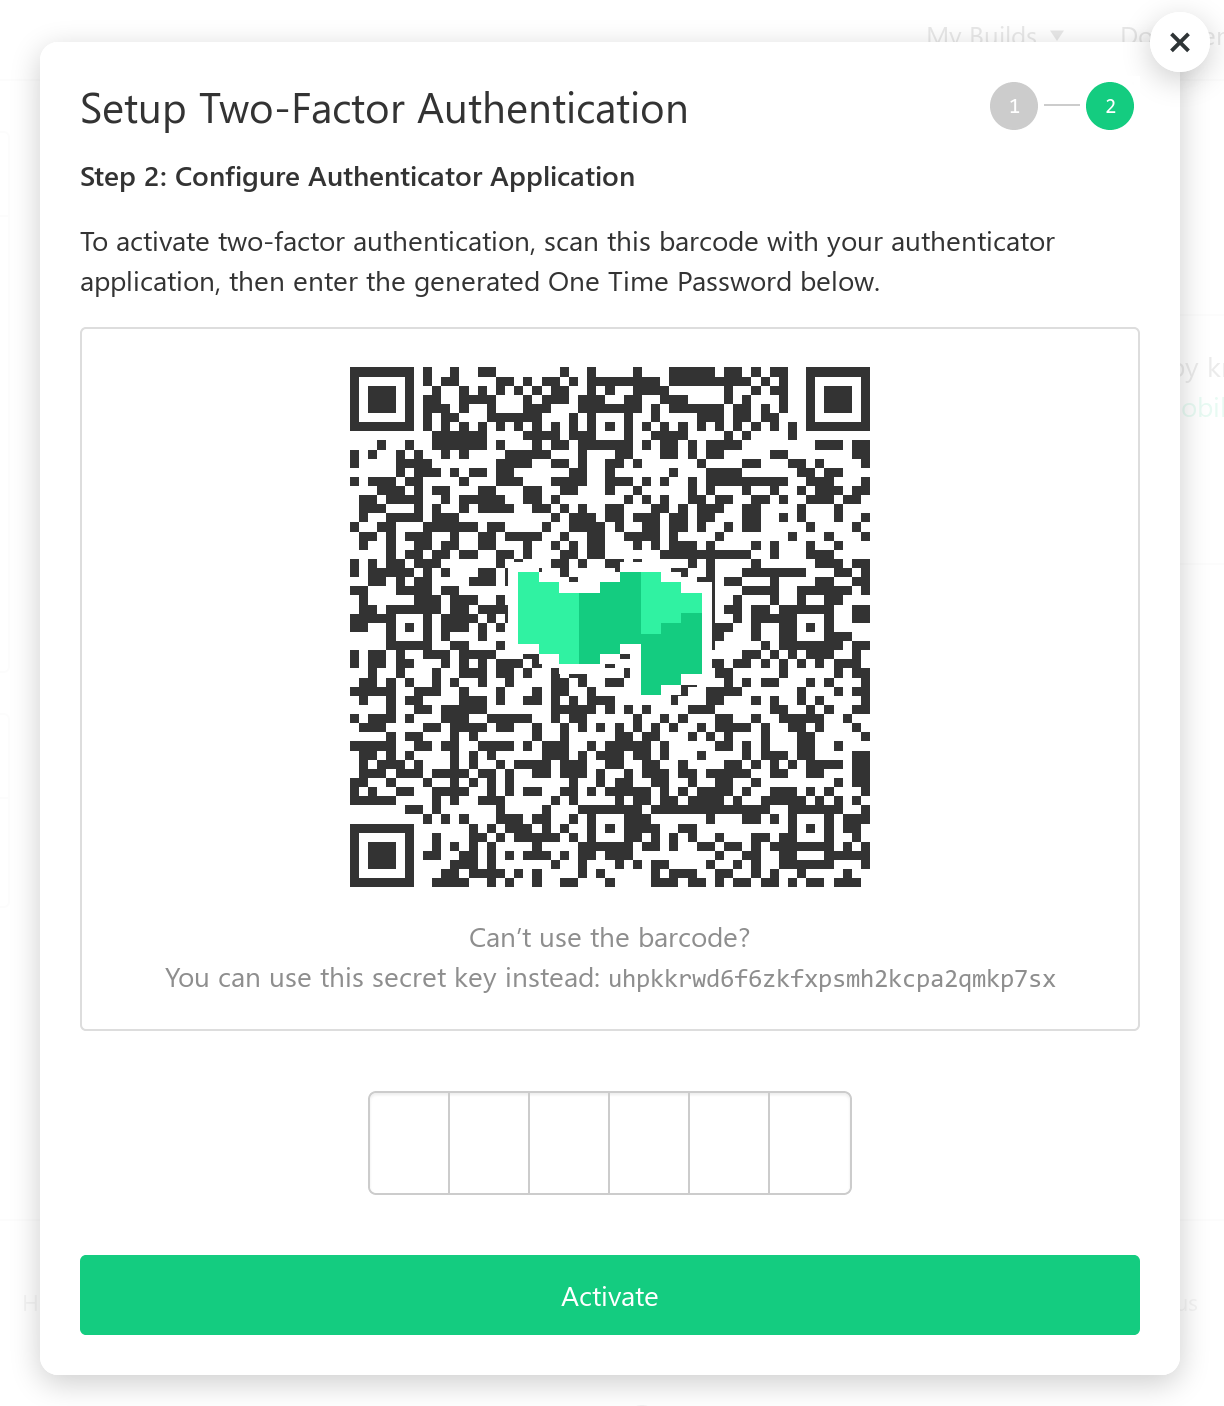 My Builds
Setup Two-Factor Authentication
1
2
Step 2: Configure Authenticator Application
To activate two-factor authentication, scan this barcode with your authenticator
application, then enter the generated One Time Password below.
Can’t use the barcode?
You can use this secret key instead: uhpkkrwd6f6zkfxpsmh2kcpa2qmkp7sx
Activate